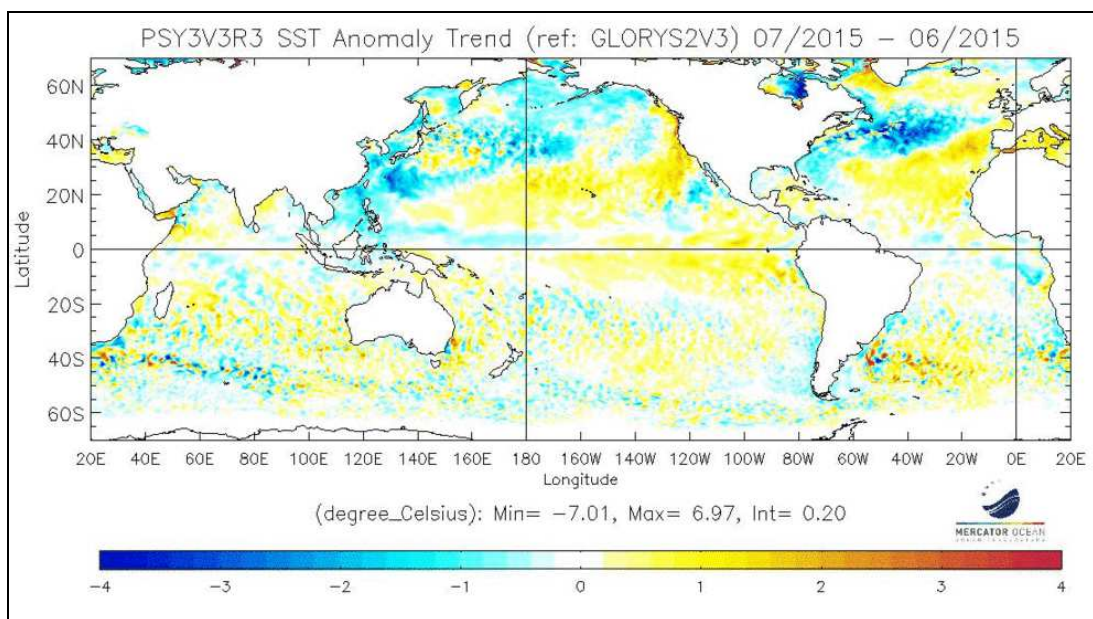 PSY3V3R3 SST Anomaly Trend (ref: GLORYS2V3) 07/2015 – 06/2015
60N
40N
20N
0
20S
40S
60S
Latitude
20E 40E 60E 80E 100E 120E 140E 160E 180 160W 140W 120W 100W 80W 60W 40W 20W 0E 20E
Longitude
(degree_Celsius): Min= −7.01, Max= 6.97, Int= 0.20
MERCATOR OCEAN
−4 −3 −2 −1 0 1 2 3 4